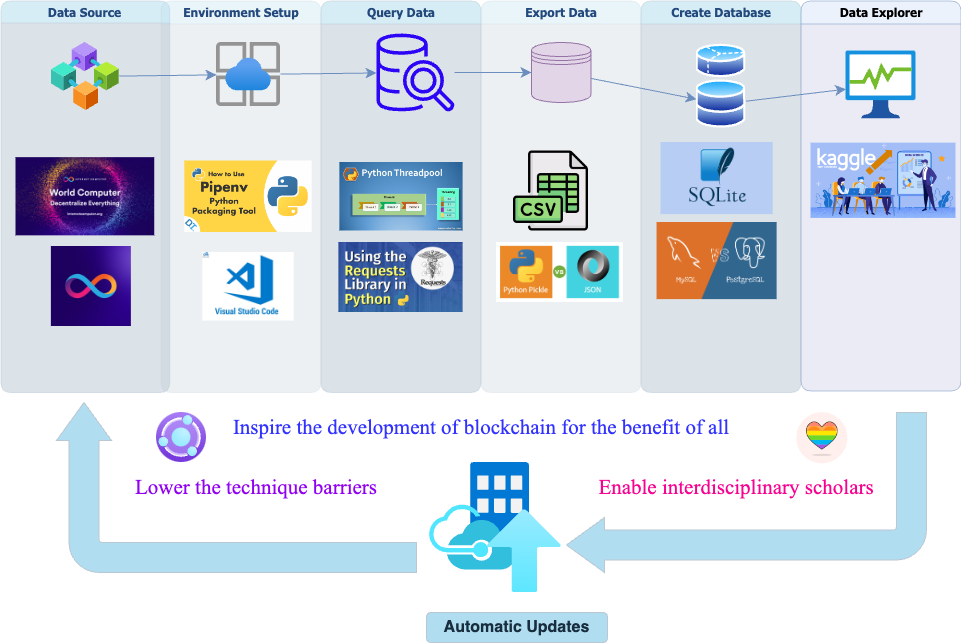 Data Source
Environment Setup
Query Data
Export Data
Create Database
Data Explorer
INTERNET COMPUTER
World Computer
Decentralize Everything
How to Use
Pipenv
Python
Packaging Tool
DT
Visual Studio Code
Python Threadpool
Using the
Requests
Library in
Python
Requests
CSV
Python Pickle
VS
JSON
SQLite
MySQL
VS
PostgreSQL
kaggle
Inspire the development of blockchain for the benefit of all
Lower the technique barriers
Enable interdisciplinary scholars
Automatic Updates